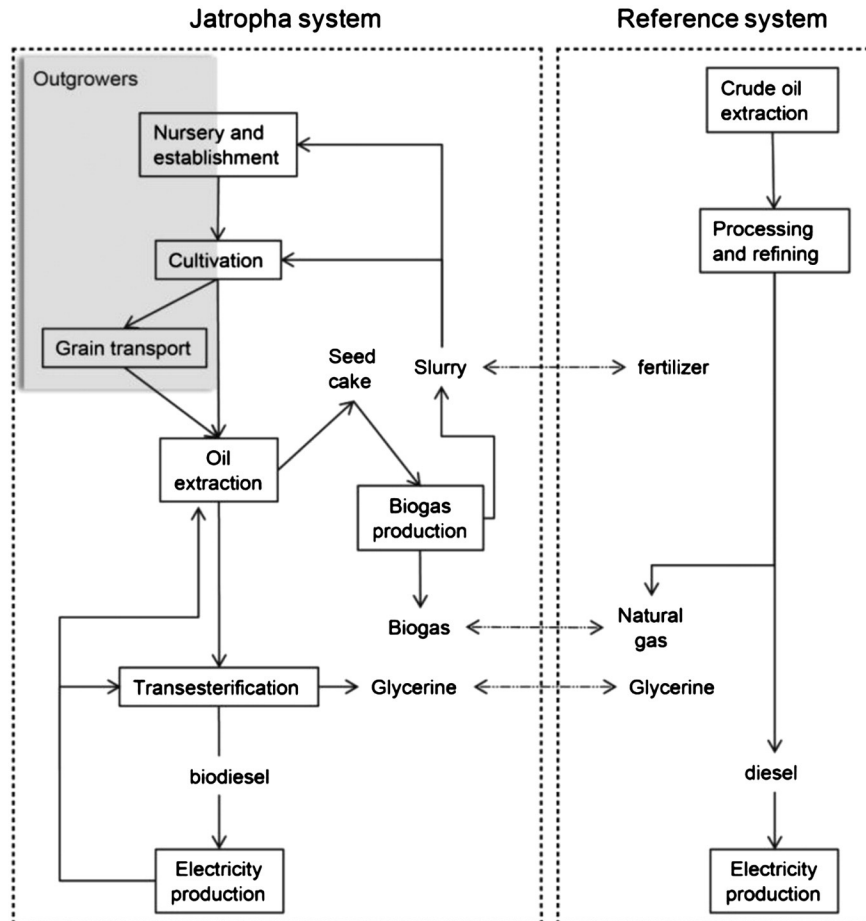 Jatropha system
Reference system
Outgrowers
Nursery and
establishment
Cultivation
Grain transport
Seed
cake
Slurry
Oil
extraction
Biogas
production
Biogas
Transesterification
Glycerine
biodiesel
Electricity
production
Crude oil
extraction
Processing
and refining
fertilizer
Natural
gas
Glycerine
diesel
Electricity
production